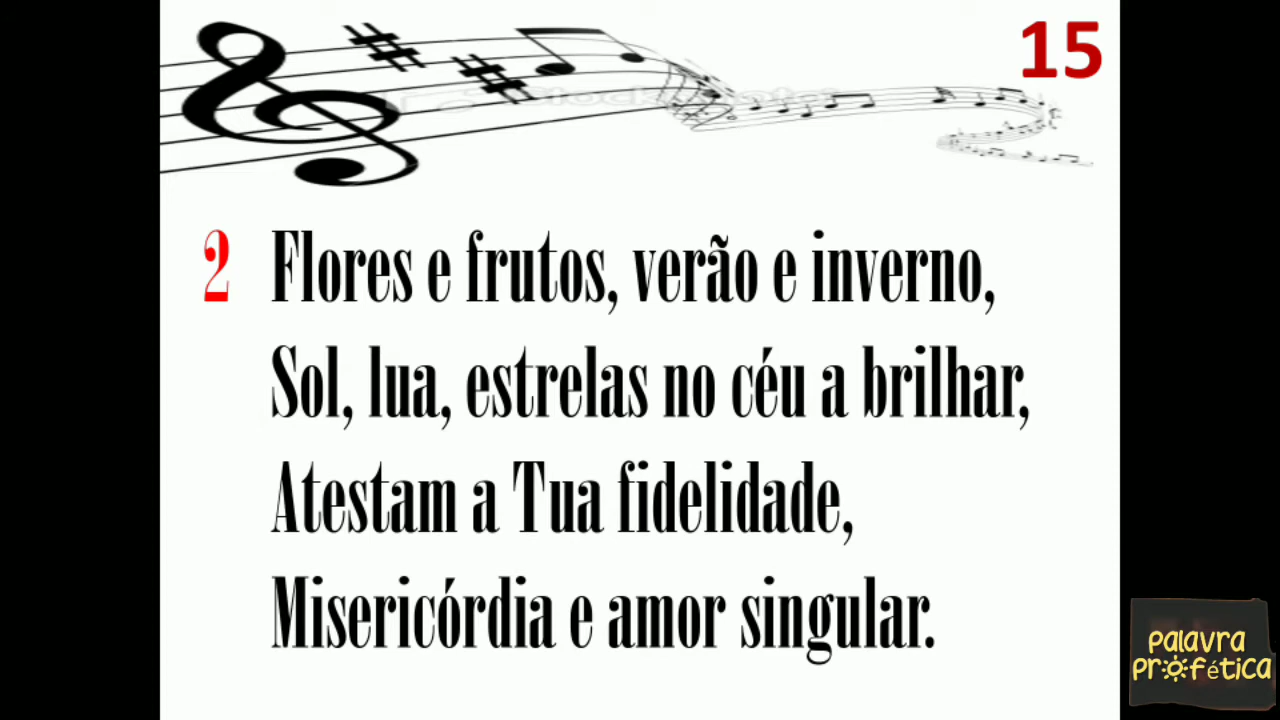 15
2 Flores e frutos, verão e inverno,
Sol, lua, estrelas no céu a brilhar,
Atestam a Tua fidelidade,
Misericórdia e amor singular.
Palavra
Profética